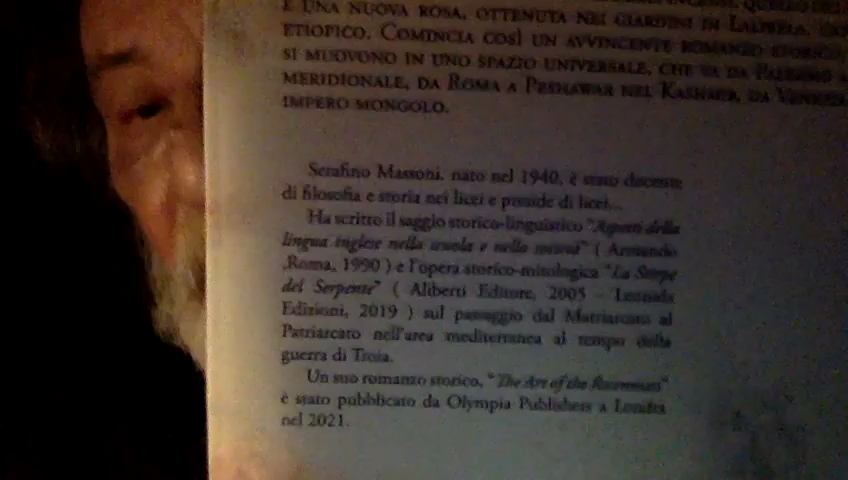 È UNA NUOVA ROSA, OTTENUTA NEI GIARDINI DI LALIBELA,
ETIOPICO. COMINCIA COSÌ UN AVVINCENTE ROMANZO STORICO,
SI MUOVONO IN UNO SPAZIO UNIVERSALE, CHE VA DA PALERMO A
MERIDIONALE, DA ROMA A PESHAWAR NEL KASHMIR, DA VENEZIA
IMPERO MONGOLO.
Serafino Massoni, nato nel 1940, è stato docente
di filosofia e storia nei licei e preside di licei...
Ha scritto il saggio storico-linguistico "Aspetti della
lingua inglese nella scuola e nella società" ( Armando
,Roma, 1990 ) e l'opera storico-mitologica "La Stirpe
del Serpente" ( Aliberti Editore, 2005 - Leonida
Edizioni, 2019 ) sul passaggio dal Matriarcato al
Patriarcato nell'area mediterranea al tempo della
guerra di Troia.
Un suo romanzo storico, "The Art of the"
è stato pubblicato da Olympia Publishers a Londra
nel 2021.